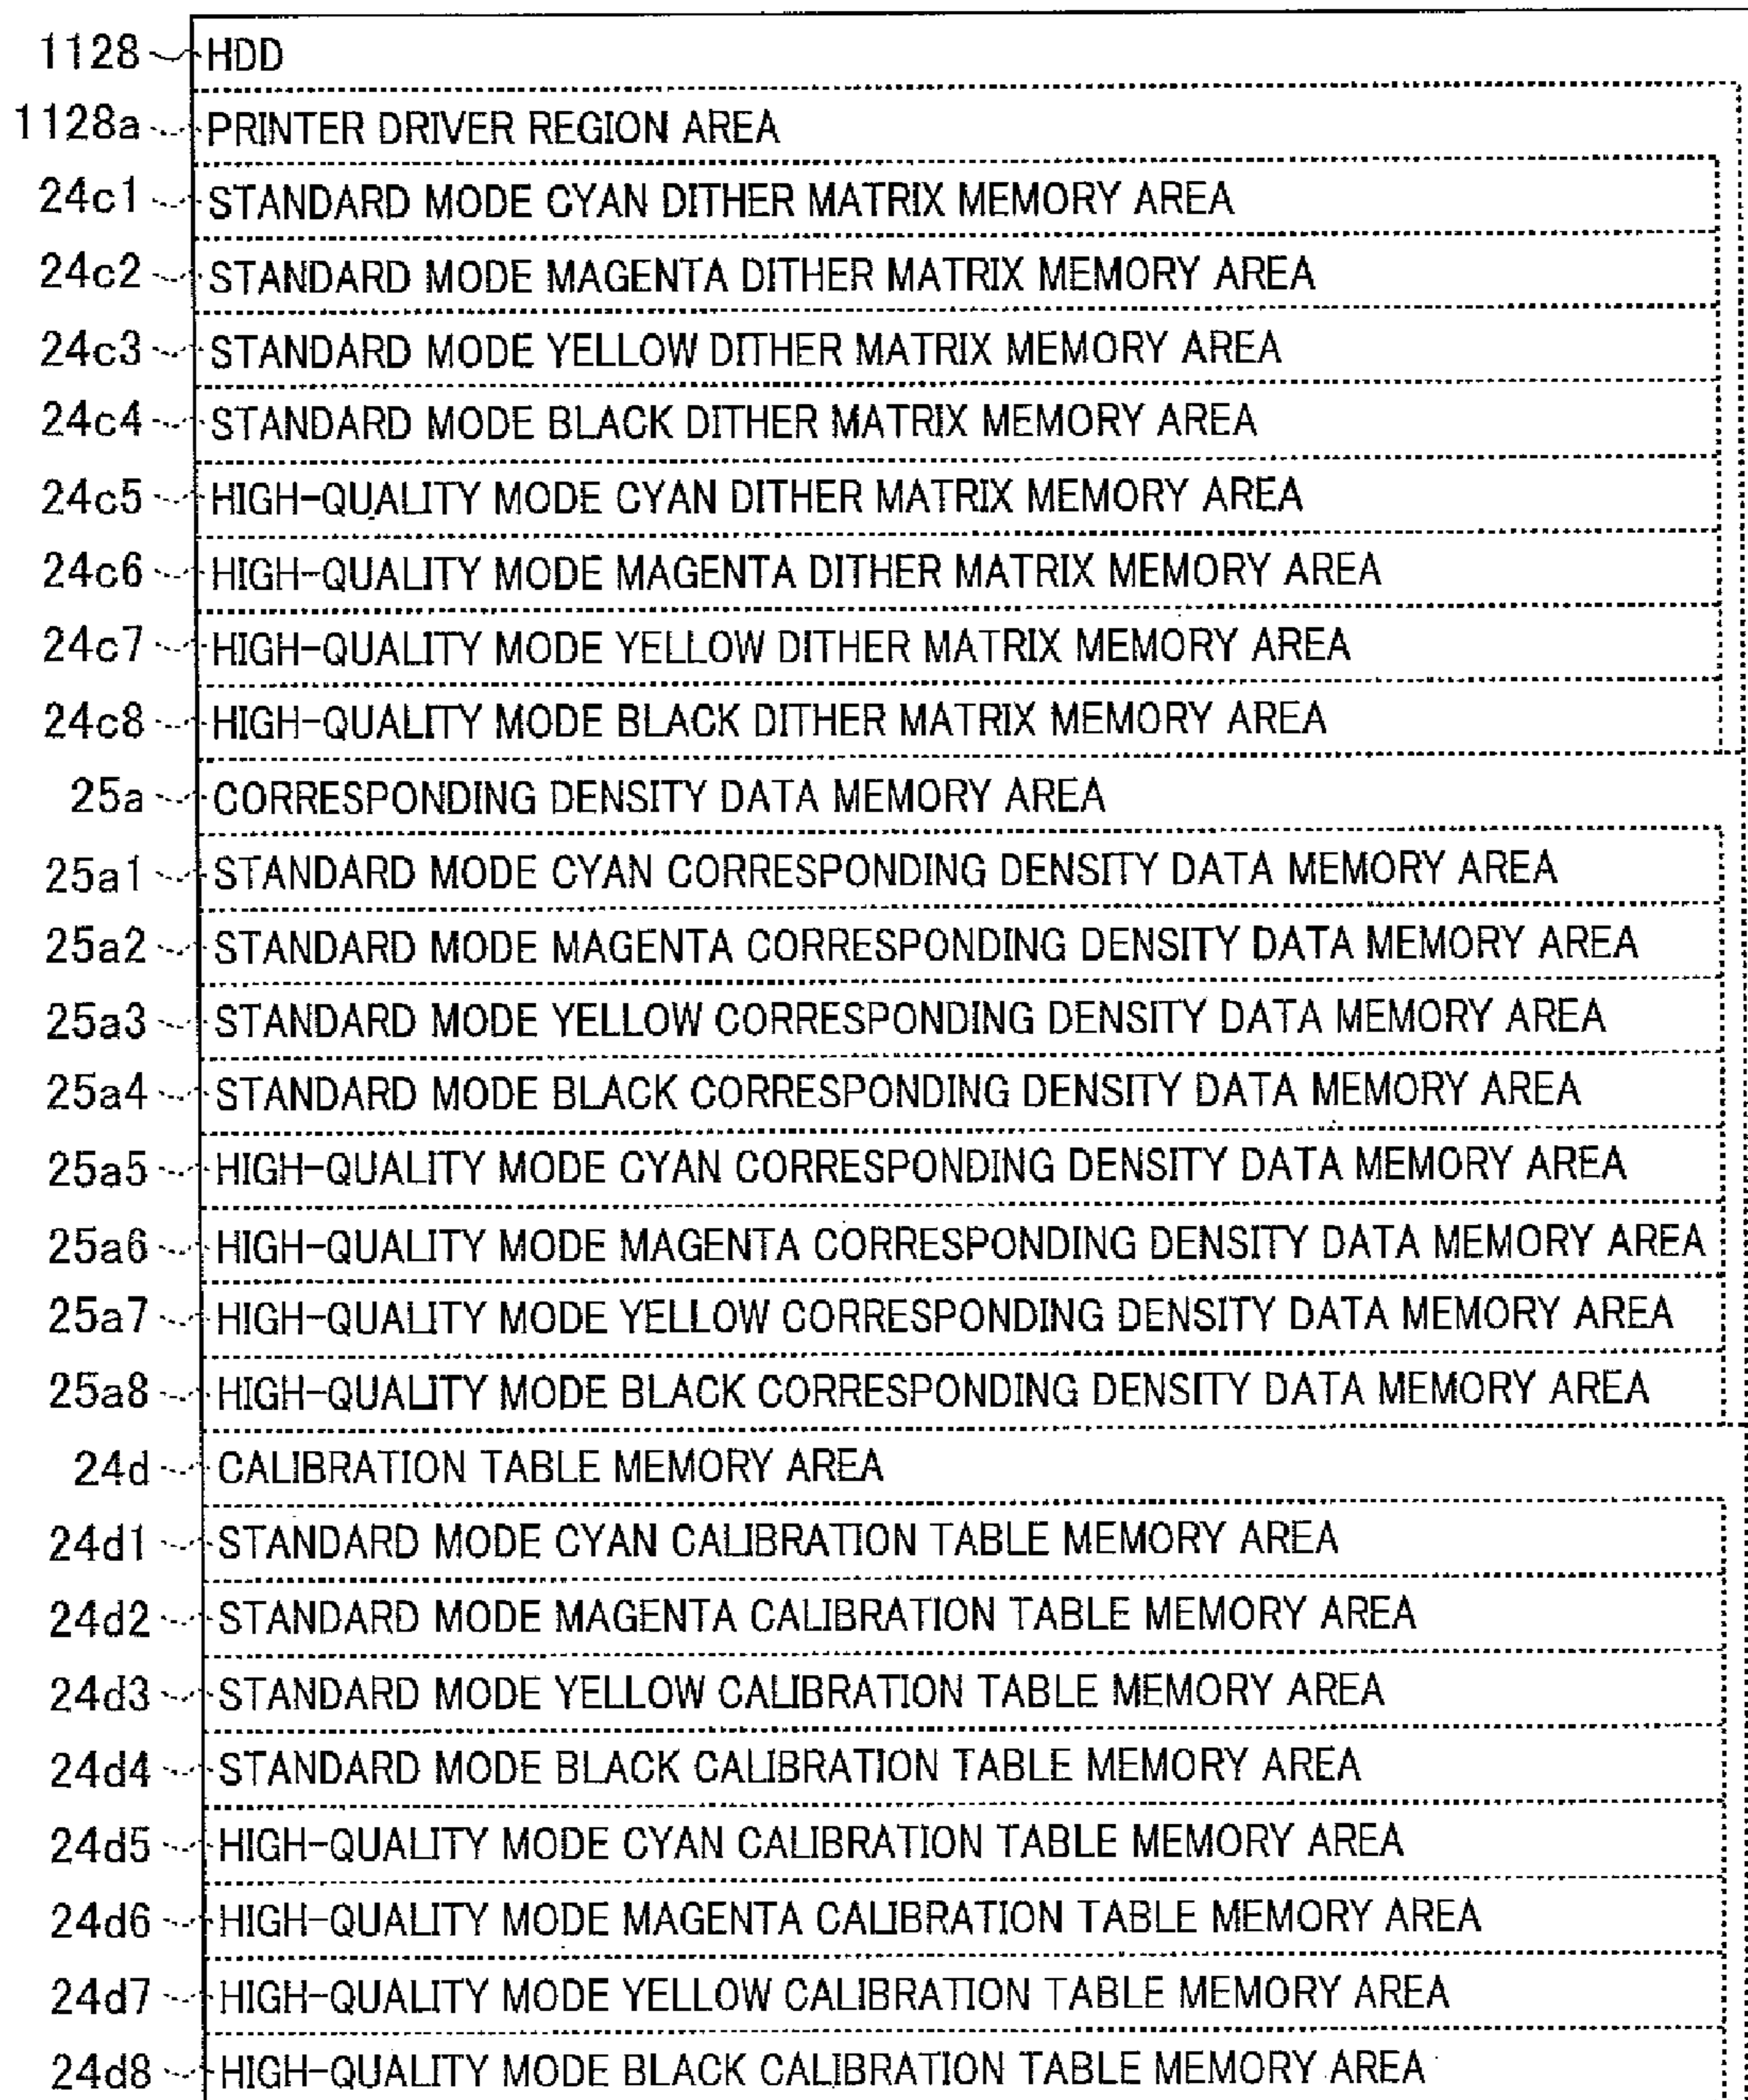 1128 HDD
1128a PRINTER DRIVER REGION AREA
24c1 STANDARD MODE CYAN DITHER MATRIX MEMORY AREA
24c2 STANDARD MODE MAGENTA DITHER MATRIX MEMORY AREA
24c3 STANDARD MODE YELLOW DITHER MATRIX MEMORY AREA
24c4 STANDARD MODE BLACK DITHER MATRIX MEMORY AREA
24c5 HIGH-QUALITY MODE CYAN DITHER MATRIX MEMORY AREA
24c6 HIGH-QUALITY MODE MAGENTA DITHER MATRIX MEMORY AREA
24c7 HIGH-QUALITY MODE YELLOW DITHER MATRIX MEMORY AREA
24c8 HIGH-QUALITY MODE BLACK DITHER MATRIX MEMORY AREA
25a CORRESPONDING DENSITY DATA MEMORY AREA
25a1 STANDARD MODE CYAN CORRESPONDING DENSITY DATA MEMORY AREA
25a2 STANDARD MODE MAGENTA CORRESPONDING DENSITY DATA MEMORY AREA
25a3 STANDARD MODE YELLOW CORRESPONDING DENSITY DATA MEMORY AREA
25a4 STANDARD MODE BLACK CORRESPONDING DENSITY DATA MEMORY AREA
25a5 HIGH-QUALITY MODE CYAN CORRESPONDING DENSITY DATA MEMORY AREA
25a6 HIGH-QUALITY MODE MAGENTA CORRESPONDING DENSITY DATA MEMORY AREA
25a7 HIGH-QUALITY MODE YELLOW CORRESPONDING DENSITY DATA MEMORY AREA
25a8 HIGH-QUALITY MODE BLACK CORRESPONDING DENSITY DATA MEMORY AREA
24d CALIBRATION TABLE MEMORY AREA
24d1 STANDARD MODE CYAN CALIBRATION TABLE MEMORY AREA
24d2 STANDARD MODE MAGENTA CALIBRATION TABLE MEMORY AREA
24d3 STANDARD MODE YELLOW CALIBRATION TABLE MEMORY AREA
24d4 STANDARD MODE BLACK CALIBRATION TABLE MEMORY AREA
24d5 HIGH-QUALITY MODE CYAN CALIBRATION TABLE MEMORY AREA
24d6 HIGH-QUALITY MODE MAGENTA CALIBRATION TABLE MEMORY AREA
24d7 HIGH-QUALITY MODE YELLOW CALIBRATION TABLE MEMORY AREA
24d8 HIGH-QUALITY MODE BLACK CALIBRATION TABLE MEMORY AREA